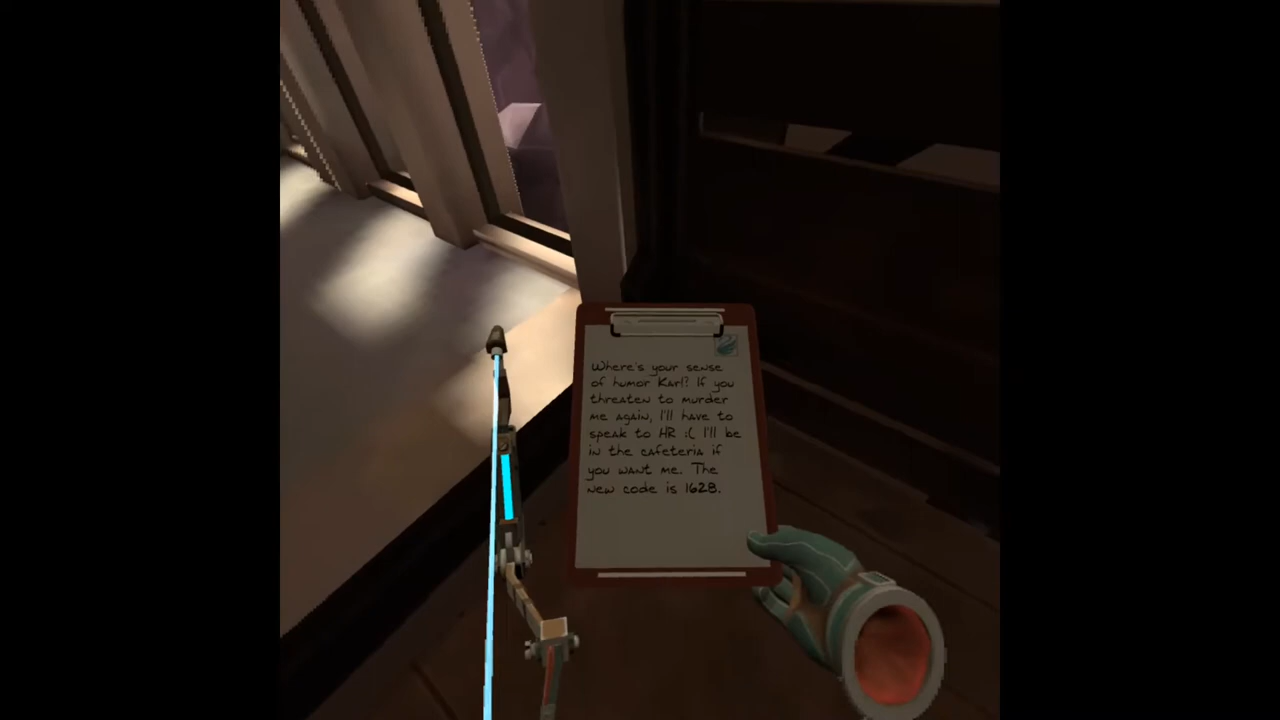 Where's your sense
of humor Karl? If you
threaten to murder
me again, I'll have to
speak to HR :( I'll be
in the cafeteria if
you want me. The
new code is 1628.